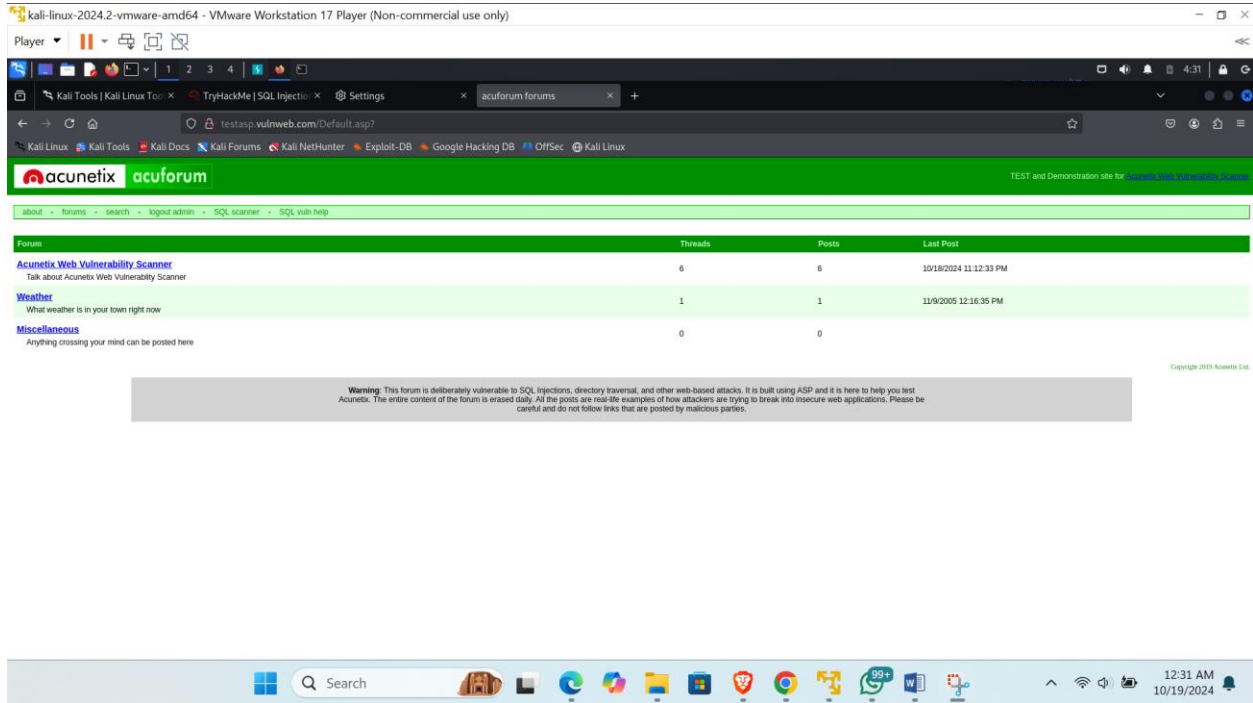 kali-linux-2024.2-vmware-amd64 - VMware Workstation 17 Player (Non-commercial use only)
Player
1 2 3 4
4:31
Kali Tools | Kali Linux Too
TryHackMe | SQL Injectio
Settings
acuforum forums
testasp.vulnweb.com/Default.asp?
Kali Linux Kali Tools Kali Docs Kali Forums Kali NetHunter Exploit-DB Google Hacking DB OffSec Kali Linux
acunetix acuforum
TEST and Demonstration site for Acunetix Web Vulnerability Scanner
about - forums - search - logout admin - SQL scanner - SQL vuln help
Forum Threads Posts Last Post
Acunetix Web Vulnerability Scanner 6 6 10/18/2024 11:12:33 PM
Talk about Acunetix Web Vulnerablity Scanner
Weather 1 1 11/9/2005 12:16:35 PM
What weather is in your town right now
Miscellaneous 0 0
Anything crossing your mind can be posted here
Copyright 2019 Acunetix Ltd.
Warning: This forum is deliberately vulnerable to SQL Injections, directory traversal, and other web-based attacks. It is built using ASP and it is here to help you test
Acunetix. The entire content of the forum is erased daily. All the posts are real-life examples of how attackers are trying to break into insecure web applications. Please be
careful and do not follow links that are posted by malicious parties.
Search
99+
12:31 AM
10/19/2024